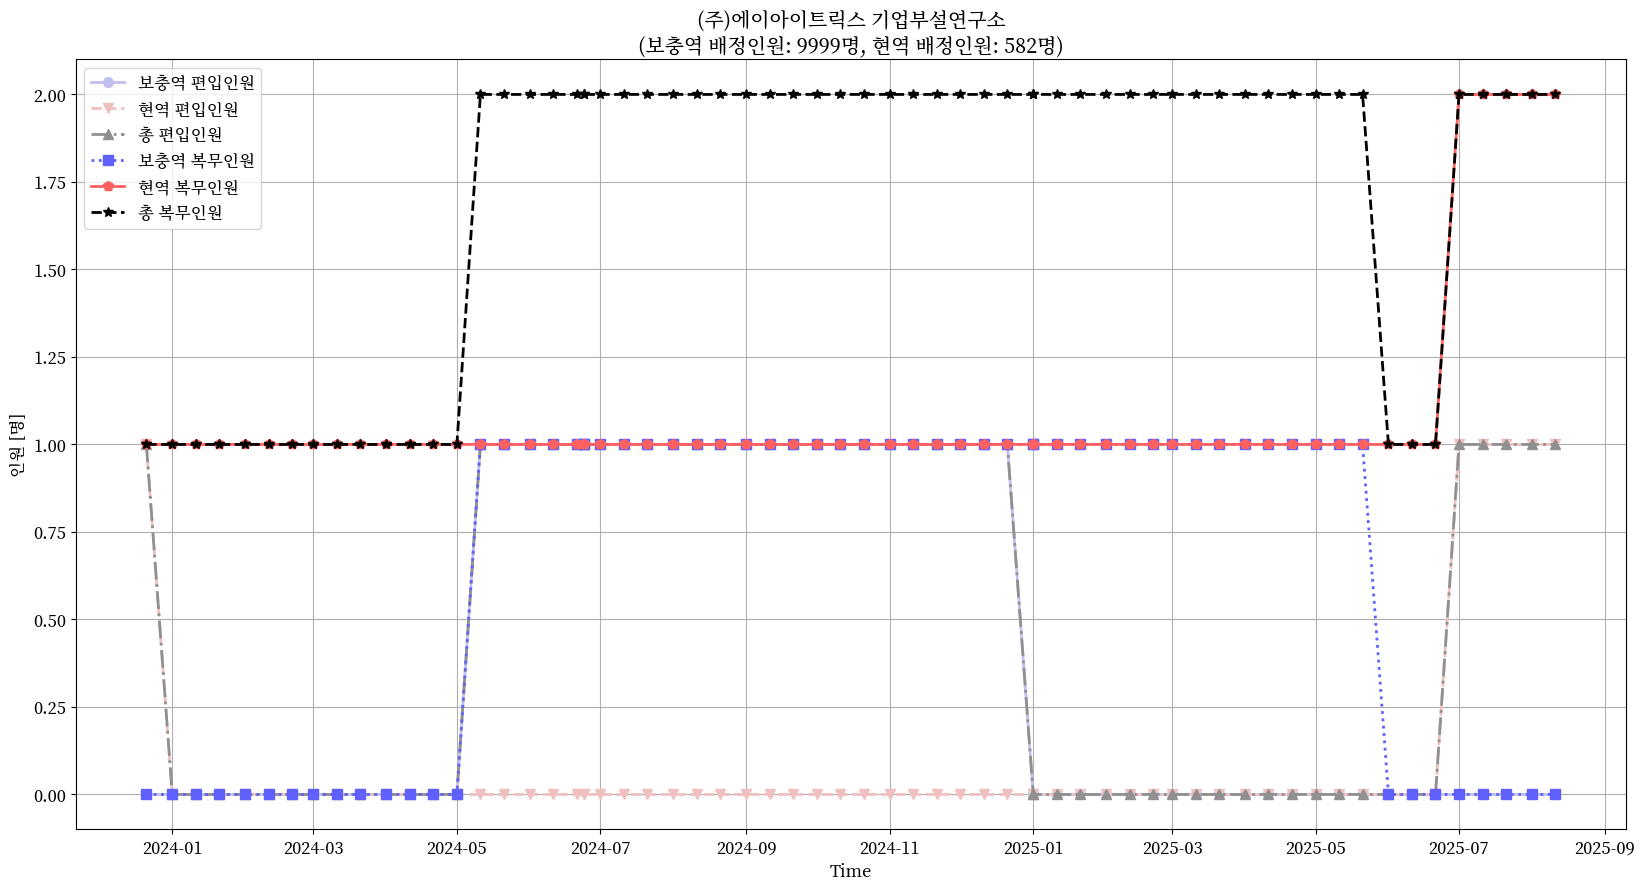 (주)에이아이트릭스 기업부설연구소
(보충역 배정인원: 9999명, 현역 배정인원: 582명)
보충역 편입인원
현역 편입인원
총 편입인원
보충역 복무인원
현역 복무인원
총 복무인원
인원 [명]
2.00
1.75
1.50
1.25
1.00
0.75
0.50
0.25
0.00
2024-01 2024-03 2024-05 2024-07 2024-09 2024-11 2025-01 2025-03 2025-05 2025-07 2025-09
Time